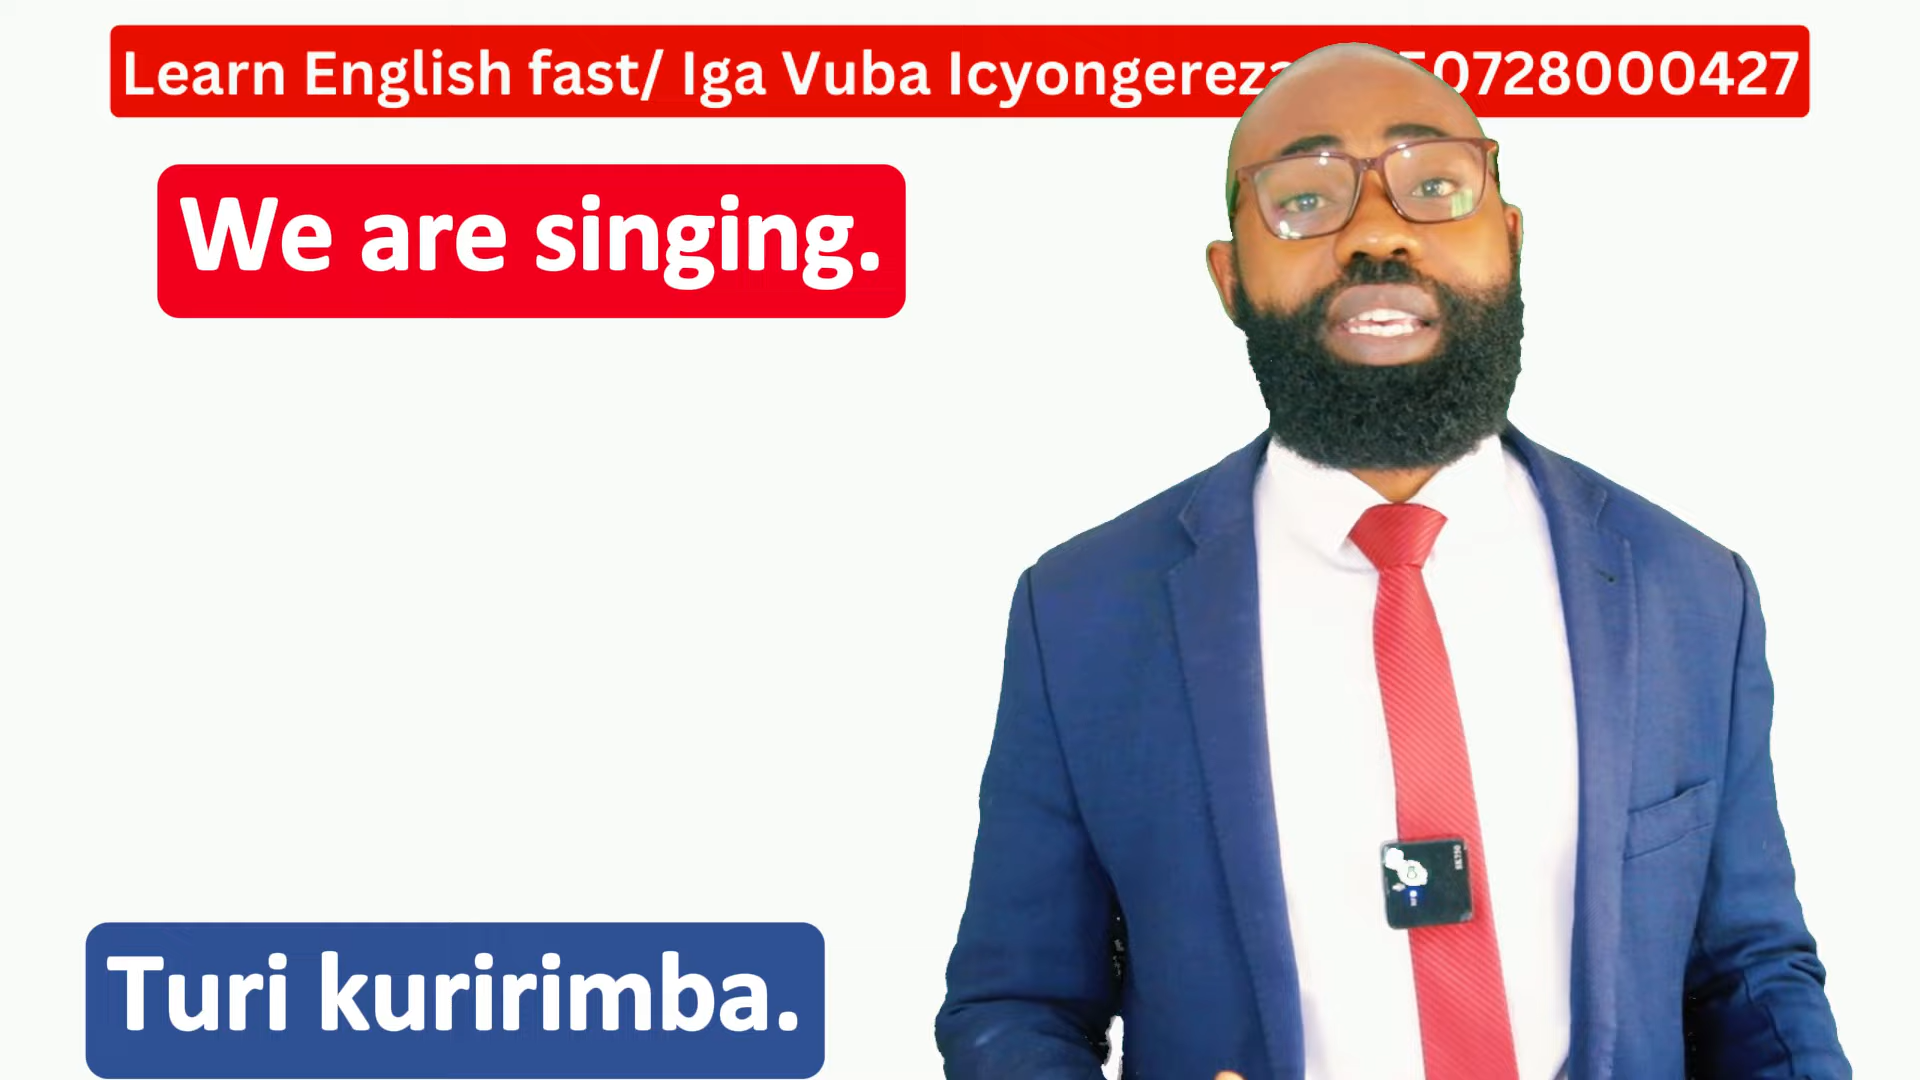 Learn English fast/ Iga Vuba Icyongereza 0728000427
We are singing.
Turi kuririmba.